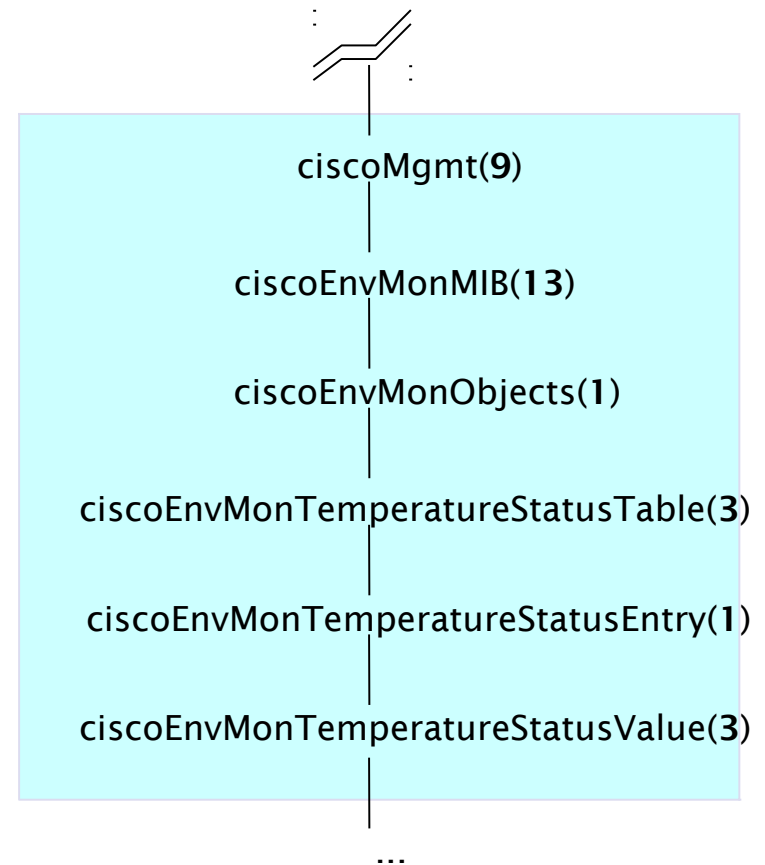 :
:
ciscoMgmt(9)
ciscoEnvMonMIB(13)
ciscoEnvMonObjects(1)
ciscoEnvMonTemperatureStatusTable(3)
ciscoEnvMonTemperatureStatusEntry(1)
ciscoEnvMonTemperatureStatusValue(3)
...